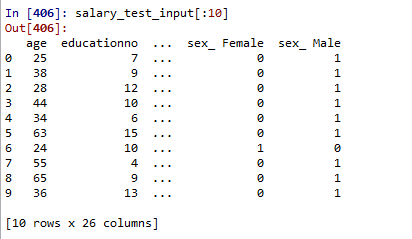 In [406]: salary_test_input[:10]
Out[406]:
   age  educationno  ...  sex_ Female  sex_ Male
0   25            7  ...            0          1
1   38            9  ...            0          1
2   28           12  ...            0          1
3   44           10  ...            0          1
4   34            6  ...            0          1
5   63           15  ...            0          1
6   24           10  ...            1          0
7   55            4  ...            0          1
8   65            9  ...            0          1
9   36           13  ...            0          1
[10 rows x 26 columns]